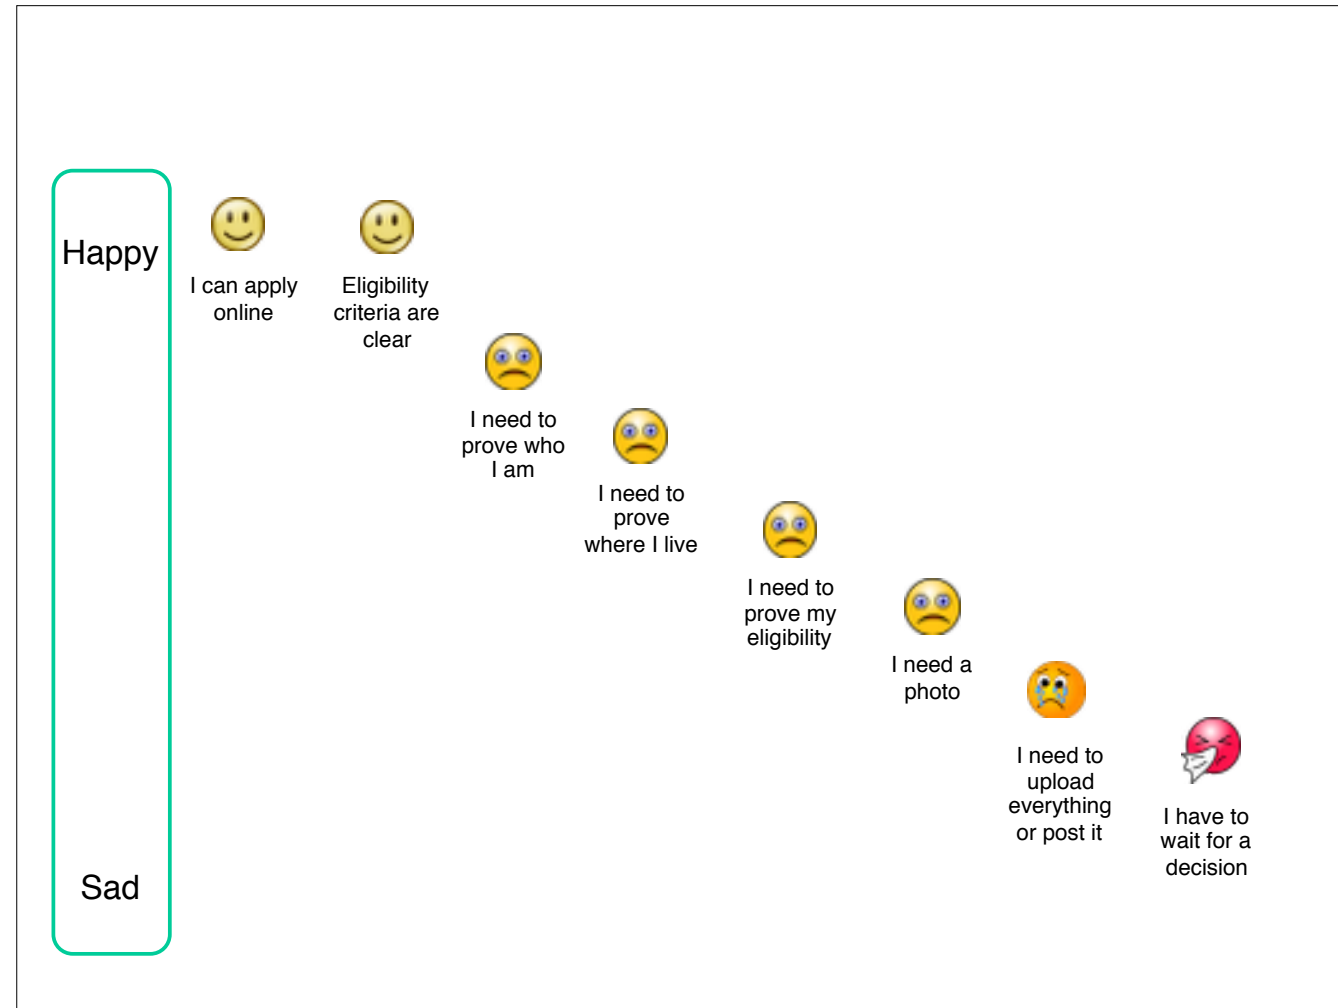 Happy
I can apply
online
Eligibility
criteria are
clear
I need to
prove who
I am
I need to
prove
where I live
I need to
prove my
eligibility
I need a
photo
I need to
upload
everything
or post it
I have to
wait for a
decision
Sad